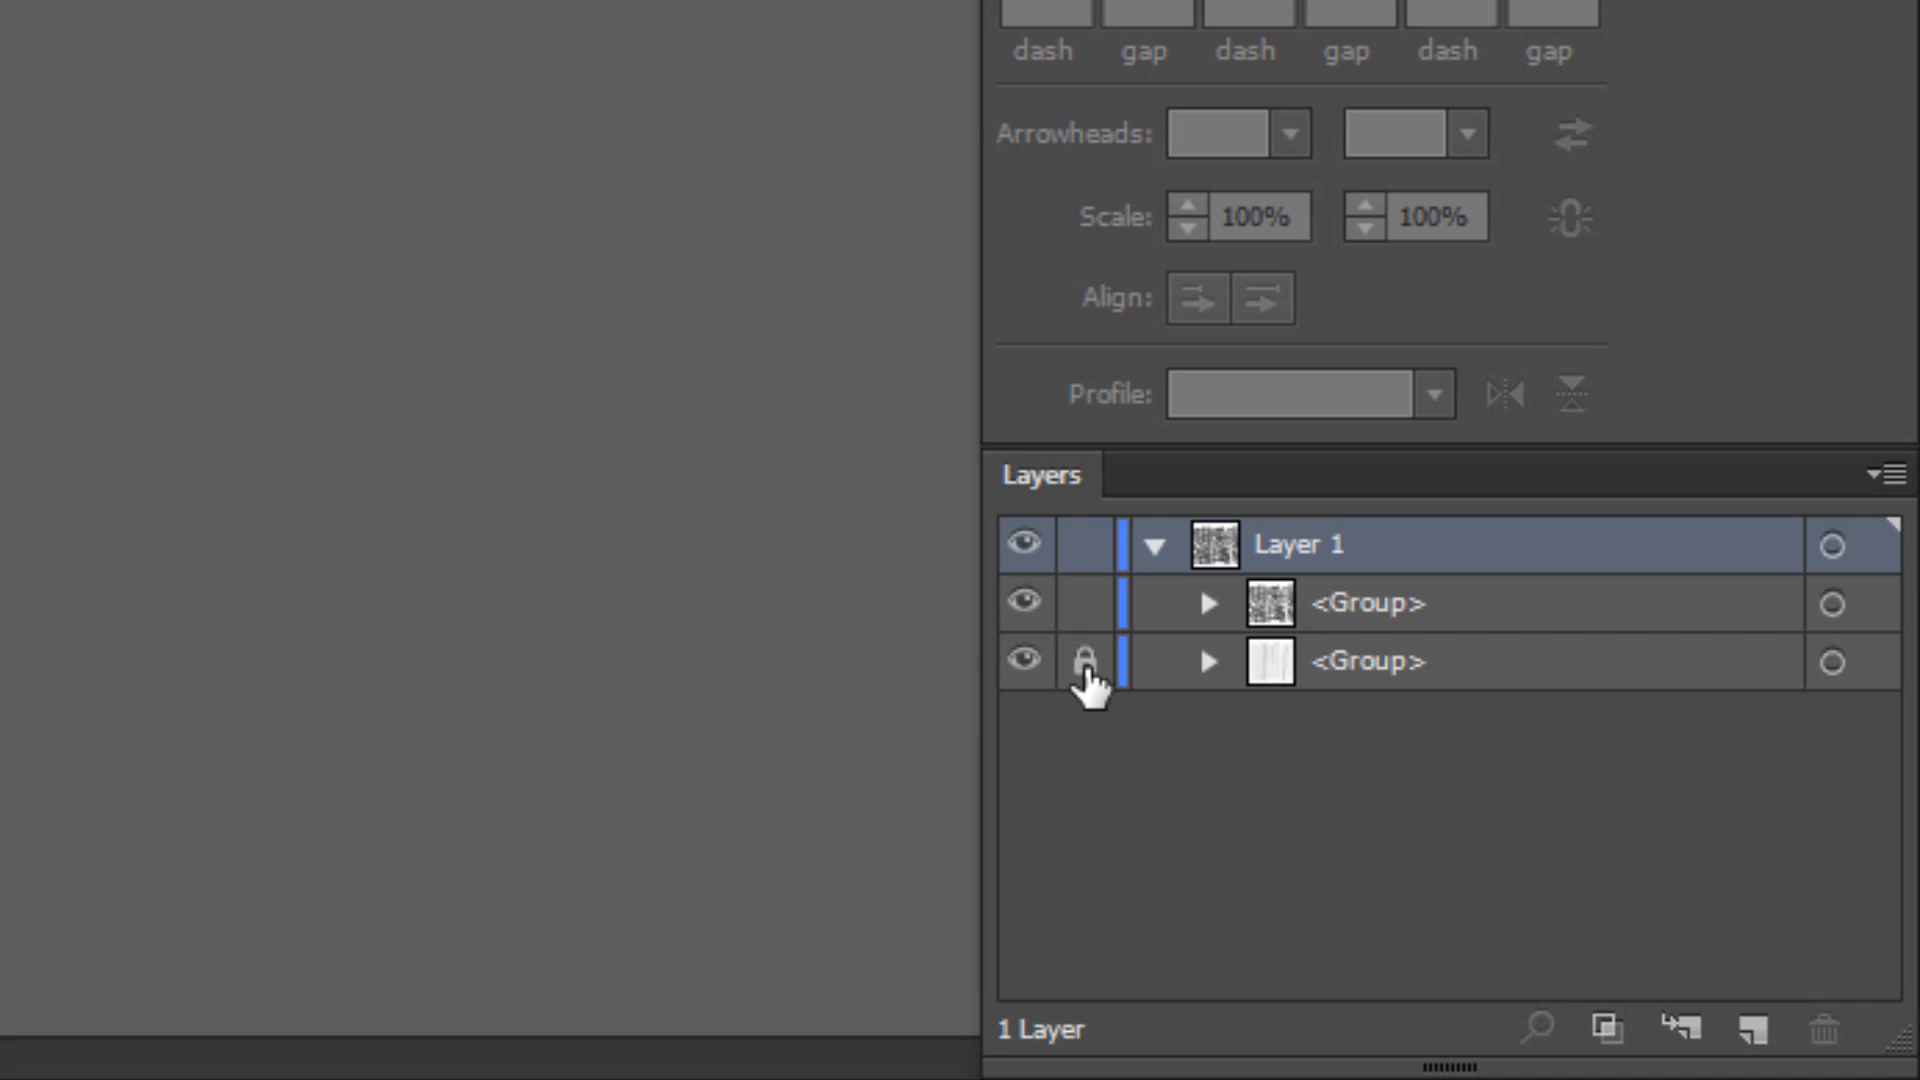 dash gap dash gap dash gap
Arrowheads:
Scale: 100% 100%
Align:
Profile:
Layers
Layer 1
<Group>
<Group>
1 Layer